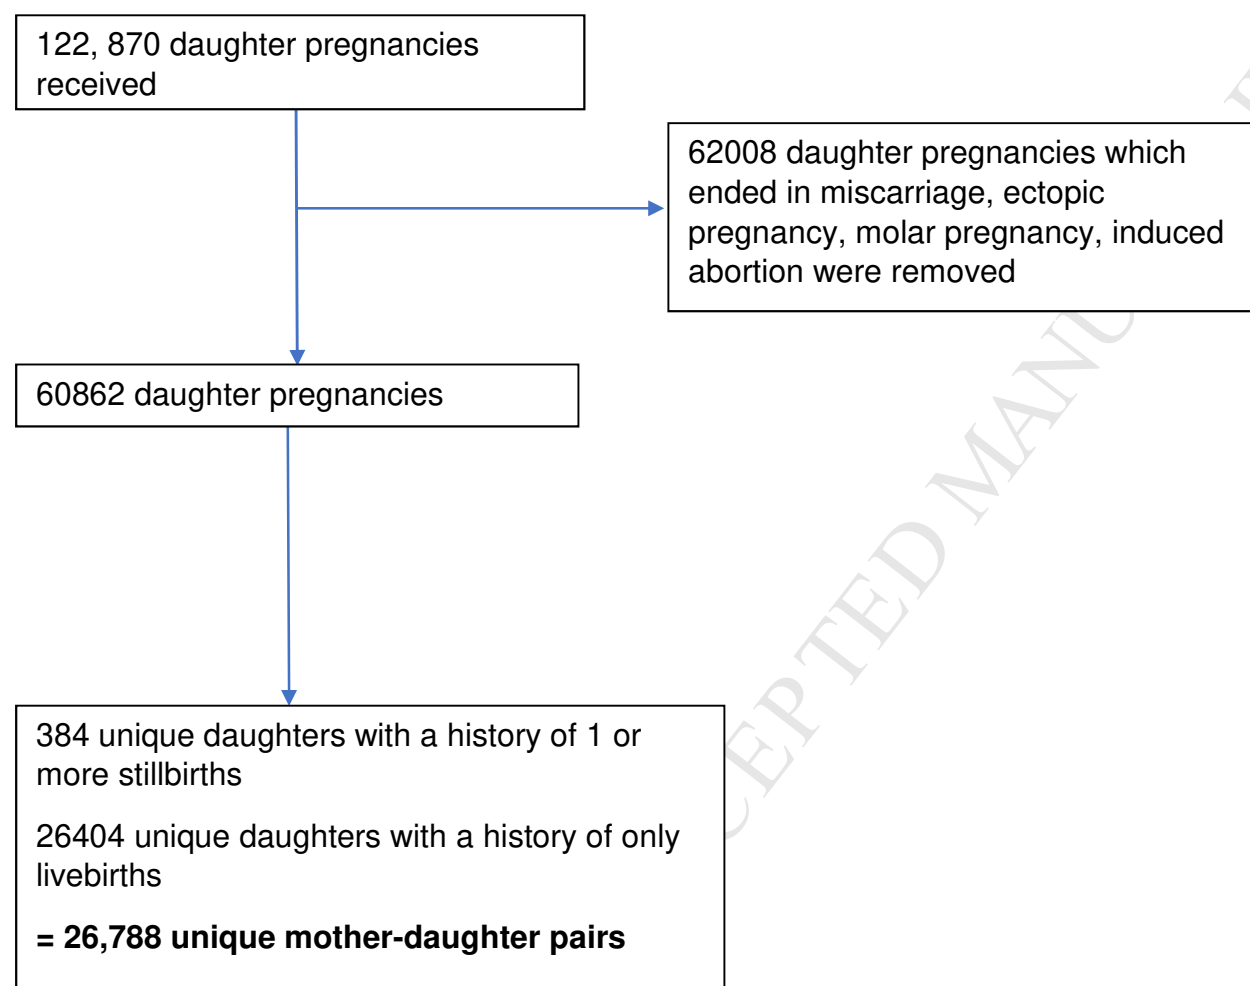 122, 870 daughter pregnancies
received
62008 daughter pregnancies which
ended in miscarriage, ectopic
pregnancy, molar pregnancy, induced
abortion were removed
60862 daughter pregnancies
384 unique daughters with a history of 1 or
more stillbirths
26404 unique daughters with a history of only
livebirths
= 26,788 unique mother-daughter pairs